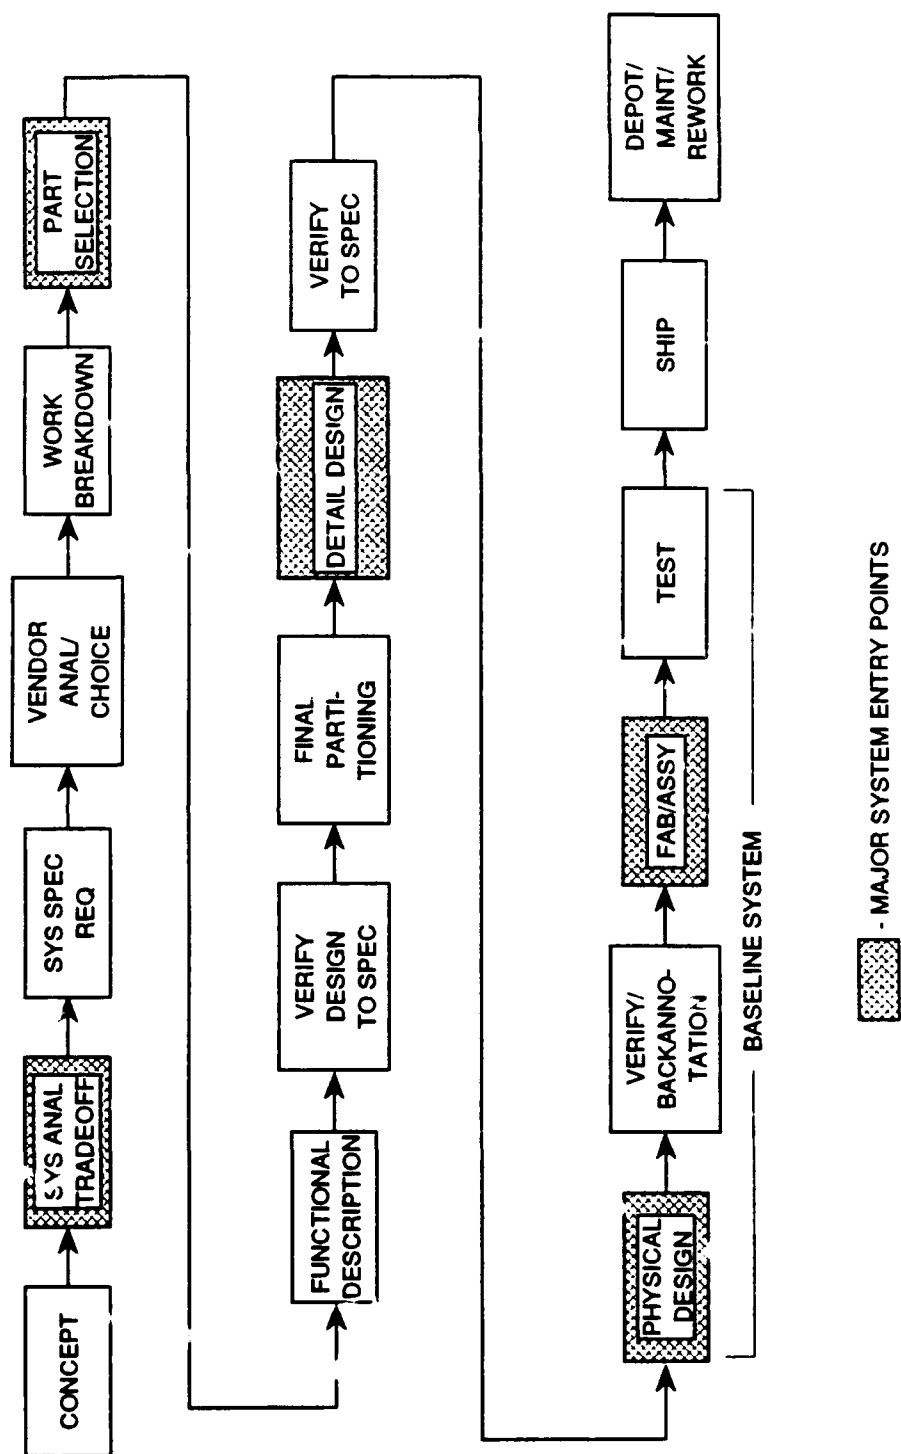 CONCEPT
SYS ANAL
TRADEOFF
SYS SPEC
REQ
VENDOR
ANAL/
CHOICE
WORK
BREAKDOWN
PART
SELECTION
FUNCTIONAL
DESCRIPTION
VERIFY
DESIGN
TO SPEC
FINAL
PARTI-
TIONING
DETAIL DESIGN
VERIFY
TO SPEC
PHYSICAL
DESIGN
VERIFY/
BACKANNO-
TATION
FAB/ASSY
TEST
SHIP
DEPOT/
MAINT/
REWORK
BASELINE SYSTEM
- MAJOR SYSTEM ENTRY POINTS